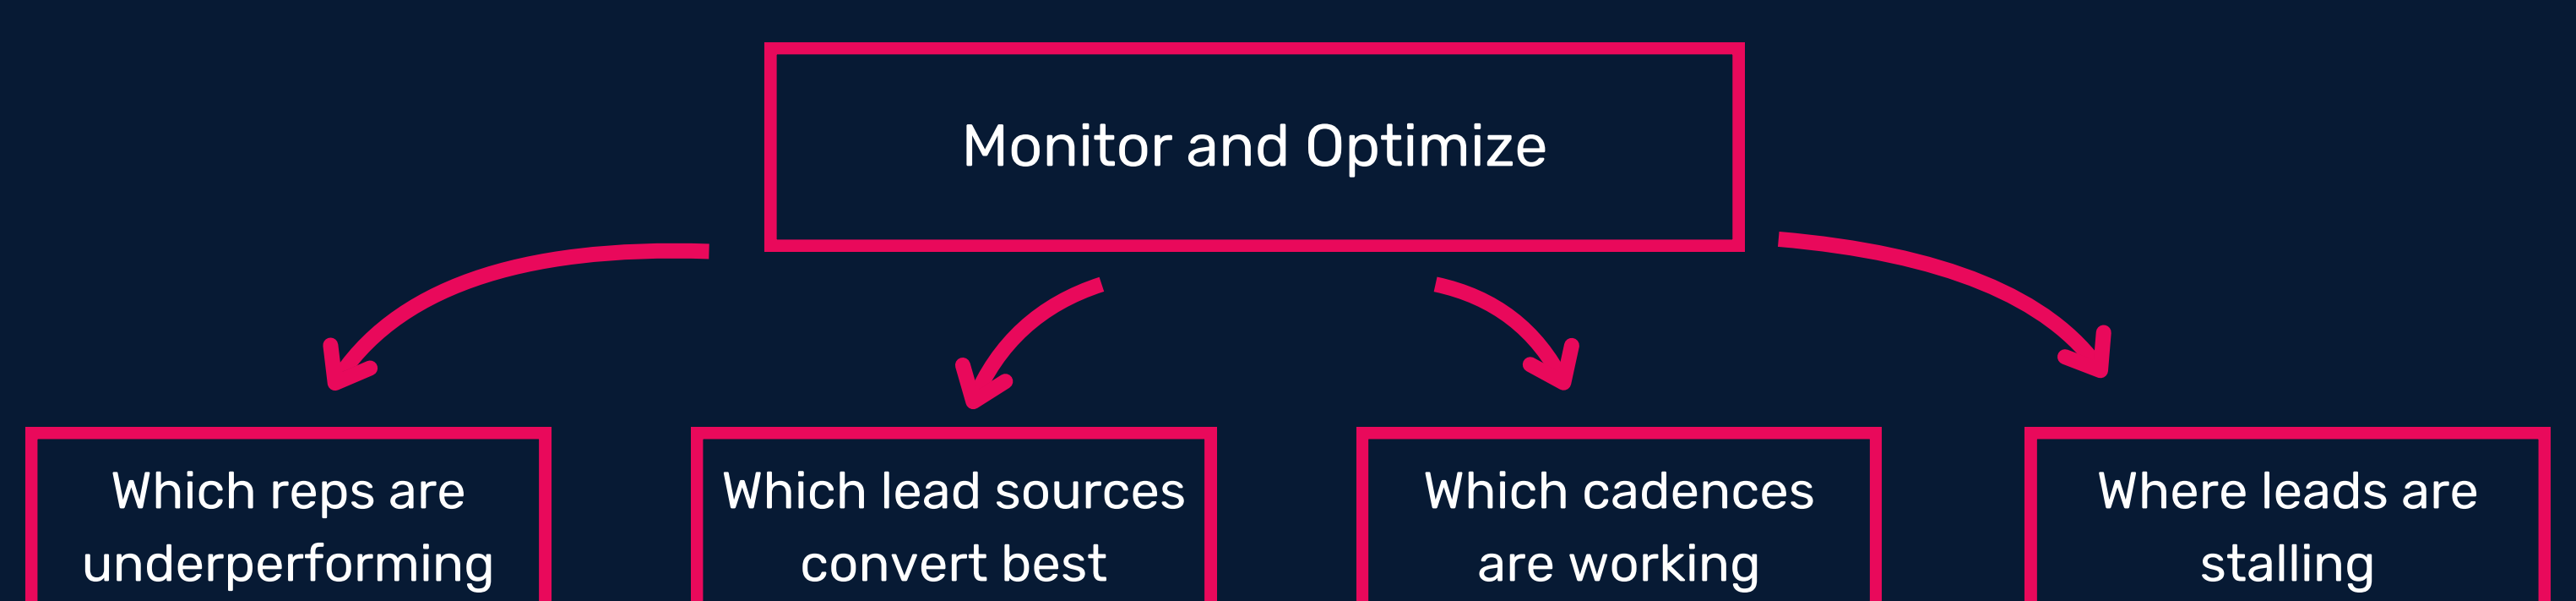 Monitor and Optimize
Which reps are
underperforming
Which lead sources
convert best
Which cadences
are working
Where leads are
stalling